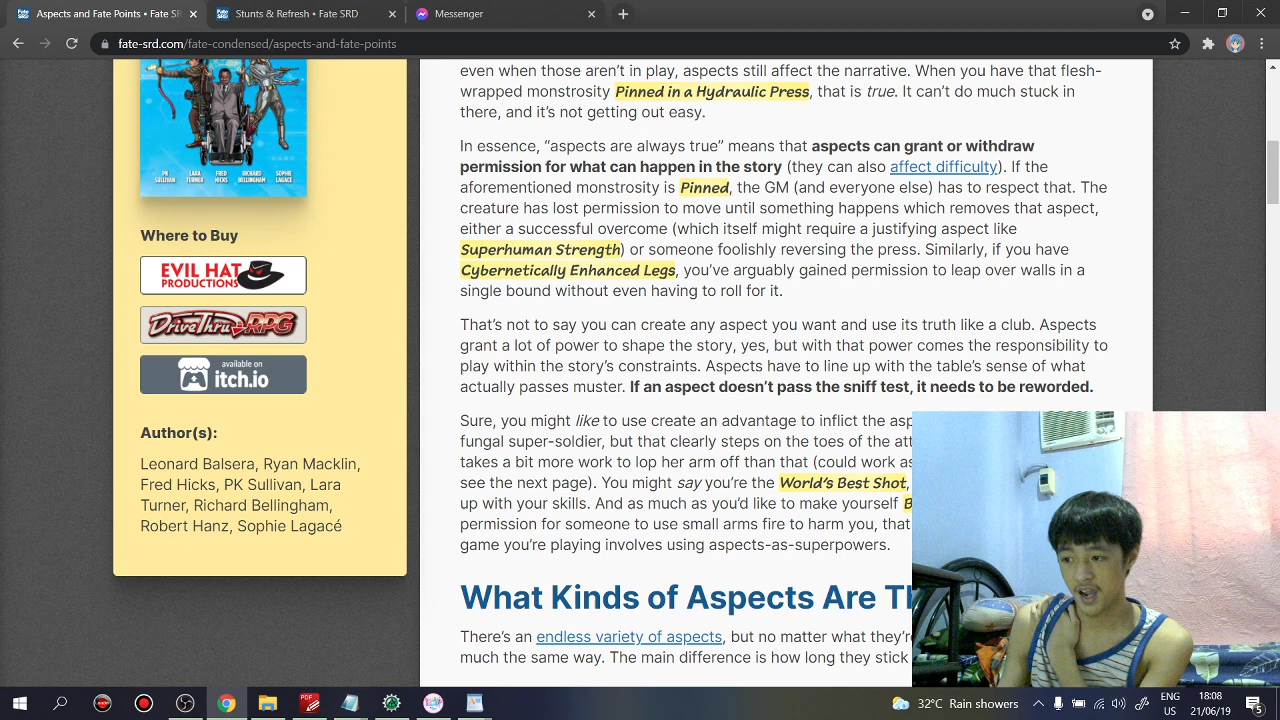 Aspects and Fate Points • Fate SR
Stunts & Refresh • Fate SRD
Messenger
fate-srd.com/fate-condensed/aspects-and-fate-points
PK SULLIVAN
LARA TURNER
FRED HICKS
RICHARD BELLINGHAM
SOPHIE LAGACÉ
Where to Buy
EVIL HAT
PRODUCTIONS
DriveThru RPG
available on
itch.io
Author(s):
Leonard Balsera, Ryan Macklin,
Fred Hicks, PK Sullivan, Lara
Turner, Richard Bellingham,
Robert Hanz, Sophie Lagacé
even when those aren’t in play, aspects still affect the narrative. When you have that flesh-
wrapped monstrosity Pinned in a Hydraulic Press, that is true. It can’t do much stuck in
there, and it’s not getting out easy.
In essence, “aspects are always true” means that aspects can grant or withdraw
permission for what can happen in the story (they can also affect difficulty). If the
aforementioned monstrosity is Pinned, the GM (and everyone else) has to respect that. The
creature has lost permission to move until something happens which removes that aspect,
either a successful overcome (which itself might require a justifying aspect like
Superhuman Strength) or someone foolishly reversing the press. Similarly, if you have
Cybernetically Enhanced Legs, you’ve arguably gained permission to leap over walls in a
single bound without even having to roll for it.
That’s not to say you can create any aspect you want and use its truth like a club. Aspects
grant a lot of power to shape the story, yes, but with that power comes the responsibility to
play within the story’s constraints. Aspects have to line up with the table’s sense of what
actually passes muster. If an aspect doesn’t pass the sniff test, it needs to be reworded.
Sure, you might like to use create an advantage to inflict the asp
fungal super-soldier, but that clearly steps on the toes of the att
takes a bit more work to lop her arm off than that (could work as
see the next page). You might say you’re the World’s Best Shot,
up with your skills. And as much as you’d like to make yourself B
permission for someone to use small arms fire to harm you, that
game you’re playing involves using aspects-as-superpowers.
What Kinds of Aspects Are Th
There’s an endless variety of aspects, but no matter what they’re
much the same way. The main difference is how long they stick
32°C Rain showers
ENG
US
18:08
21/06/19
5